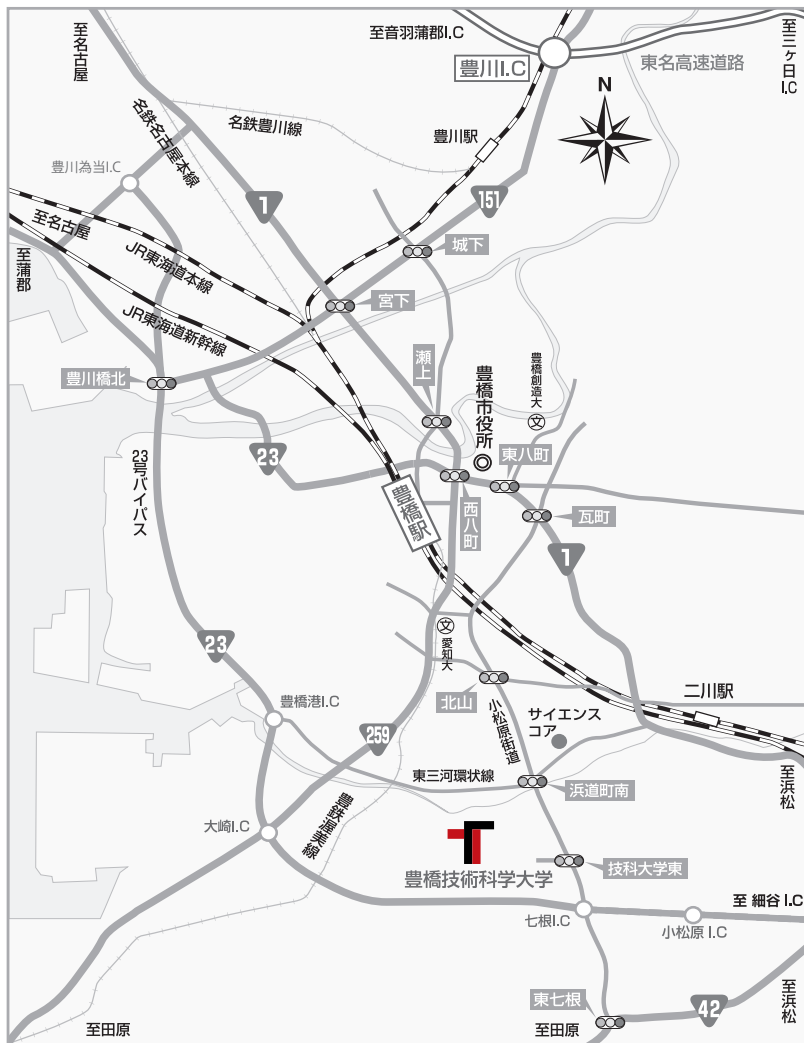 至名古屋
至音羽蒲郡I.C
豊川I.C
東名高速道路
至三ヶ日I.C
N
名鉄豊川線
名鉄名古屋本線
豊川駅
豊川為当I.C
1
151
至名古屋
JR東海道本線
城下
至蒲郡
JR東海道新幹線
宮下
豊川橋北
瀬上
豊橋市役所
豊橋創造大
文
23
23号バイパス
東八町
豊橋駅
西八町
瓦町
1
23
文
愛知大
北山
小松原街道
二川駅
豊橋港I.C
サイエンス
コア
259
東三河環状線
浜道町南
至浜松
大崎I.C
豊鉄渥美線
豊橋技術科学大学
技科大学東
至 細谷 I.C
七根I.C
小松原 I.C
東七根
42
至浜松
至田原
至田原